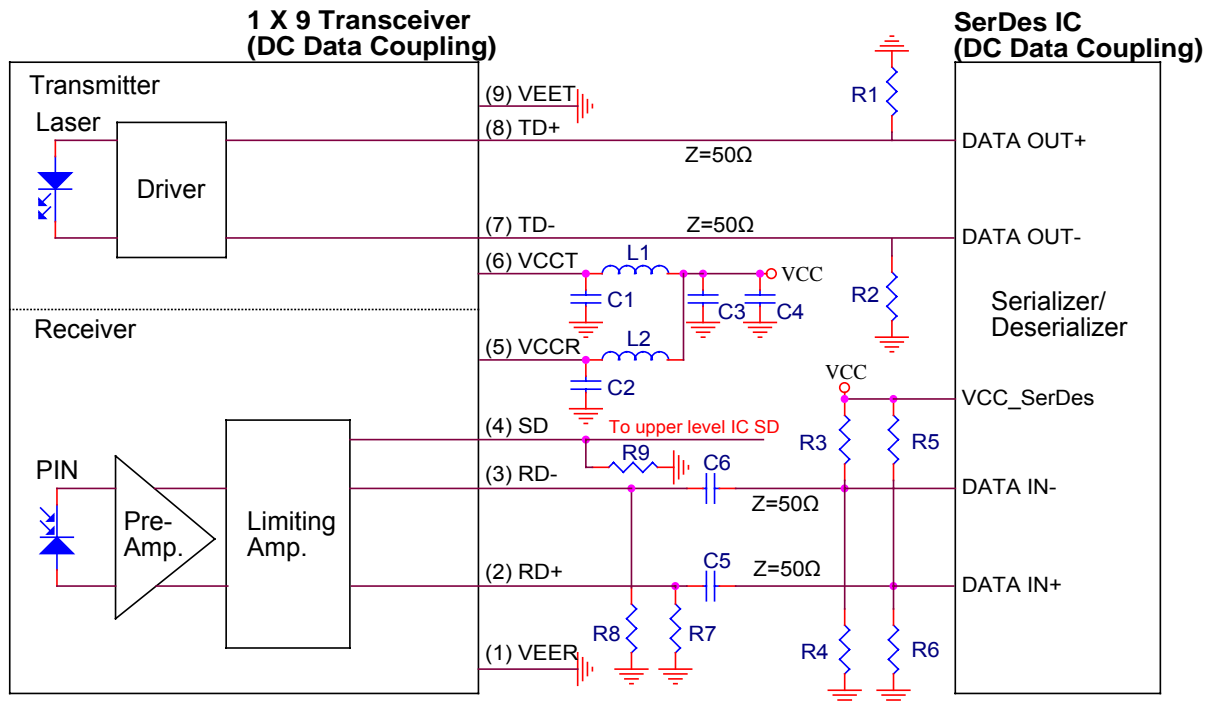 1 X 9 Transceiver
(DC Data Coupling)
SerDes IC
(DC Data Coupling)
Transmitter
Laser
Driver
(9) VEET
(8) TD+
Z=50Ω
R1
DATA OUT+
(7) TD-
Z=50Ω
DATA OUT-
(6) VCCT
L1
VCC
C1
C3
C4
R2
Serializer/
Deserializer
Receiver
(5) VCCR
L2
C2
VCC
VCC_SerDes
(4) SD
To upper level IC SD
R3
R5
R9
PIN
(3) RD-
C6
Z=50Ω
DATA IN-
Pre-
Amp.
Limiting
Amp.
(2) RD+
C5
Z=50Ω
DATA IN+
R8
R7
R4
R6
(1) VEER